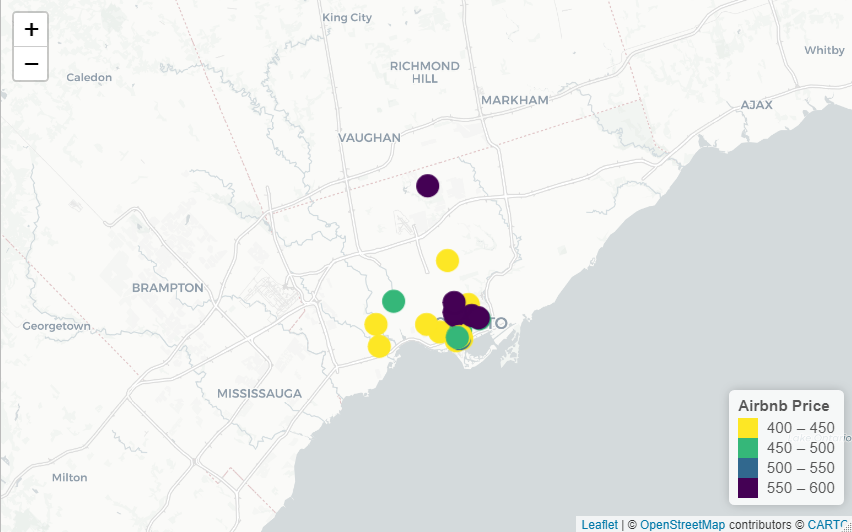 +
King City
Whitby
−
RICHMOND
HILL
Caledon
MARKHAM
AJAX
VAUGHAN
BRAMPTON
Georgetown
TO
MISSISSAUGA
Airbnb Price
400 – 450
450 – 500
500 – 550
550 – 600
Milton
Leaflet | © OpenStreetMap contributors © CARTO